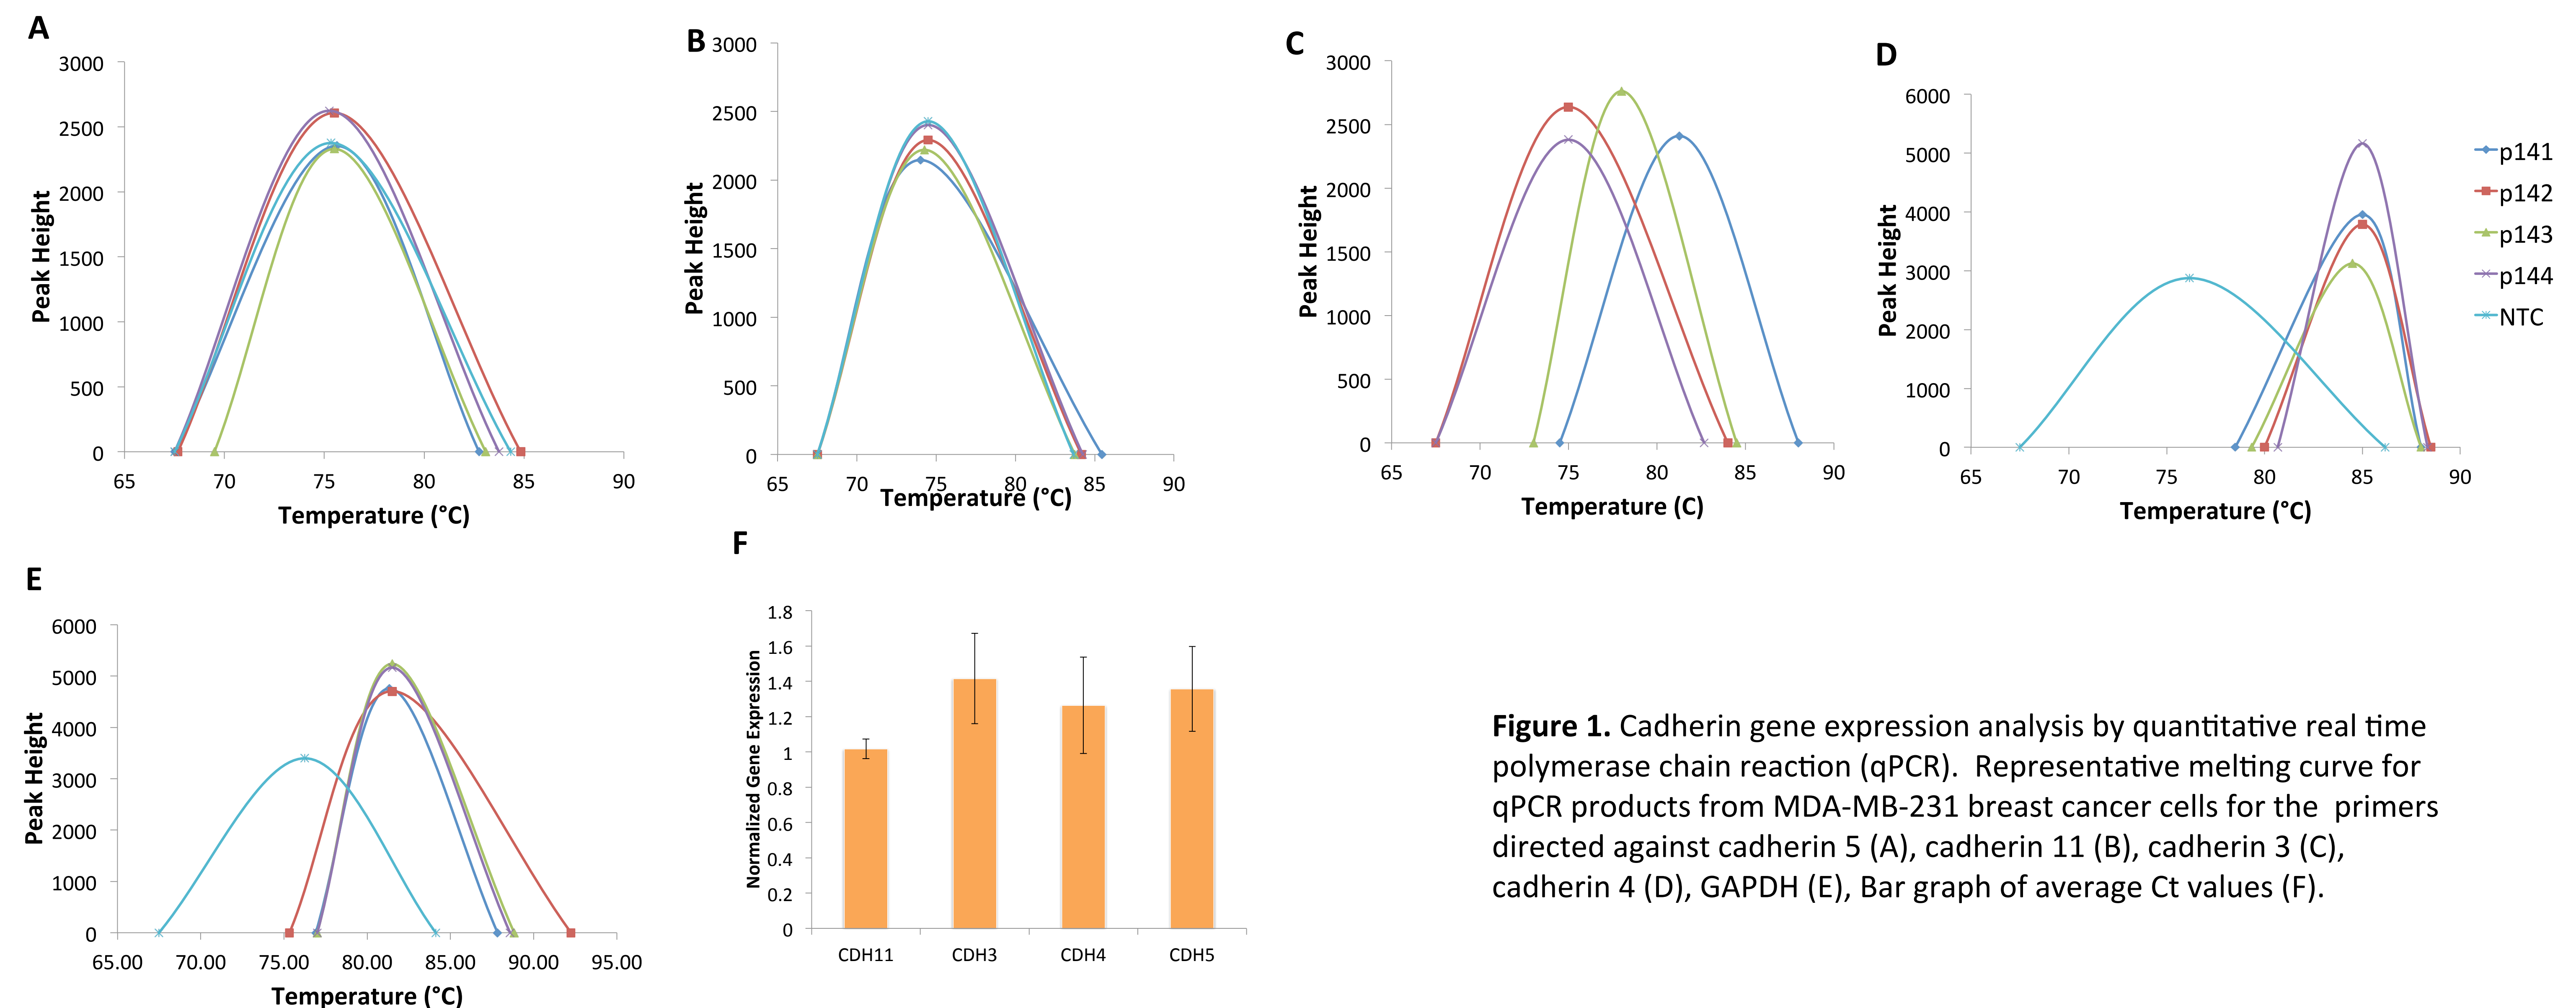 A
3000
2500
2000
1500
1000
500
0
65 70 75 80 85 90
Peak Height
Temperature (°C)
B
3000
2500
2000
1500
1000
500
0
65 70 75 80 85 90
Peak Height
Temperature (°C)
C
3000
2500
2000
1500
1000
500
0
65 70 75 80 85 90
Peak Height
Temperature (C)
D
6000
5000
4000
3000
2000
1000
0
65 70 75 80 85 90
Peak Height
Temperature (°C)
p141
p142
p143
p144
NTC
E
6000
5000
4000
3000
2000
1000
0
65.00 70.00 75.00 80.00 85.00 90.00 95.00
Peak Height
Temperature (°C)
F
1.8
1.6
1.4
1.2
1
0.8
0.6
0.4
0.2
0
Normalized Gene Expression
CDH11 CDH3 CDH4 CDH5
Figure 1. Cadherin gene expression analysis by quantitative real time
polymerase chain reaction (qPCR). Representative melting curve for
qPCR products from MDA-MB-231 breast cancer cells for the primers
directed against cadherin 5 (A), cadherin 11 (B), cadherin 3 (C),
cadherin 4 (D), GAPDH (E), Bar graph of average Ct values (F).